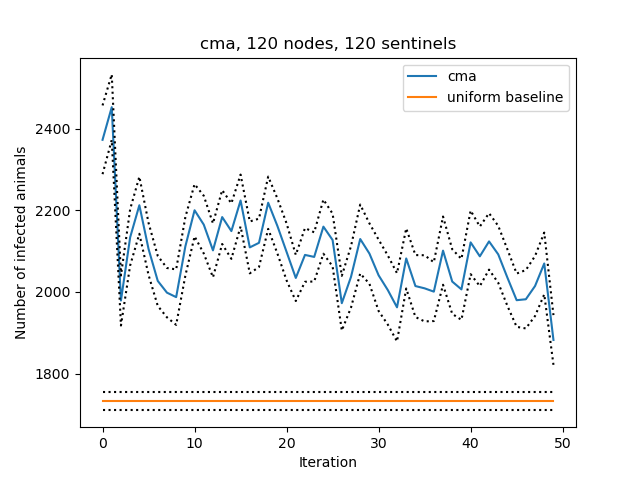 cma, 120 nodes, 120 sentinels
cma
uniform baseline
Number of infected animals
2400
2200
2000
1800
0 10 20 30 40 50
Iteration